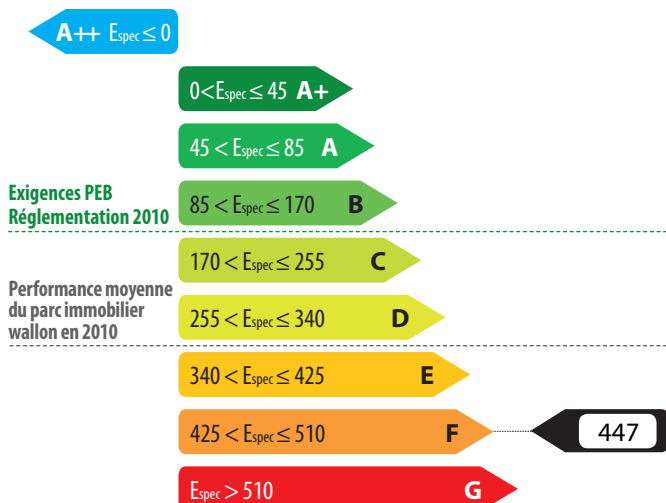 A++ Espec ≤ 0
0<Espec ≤ 45 A+
45 < Espec ≤ 85 A
Exigences PEB
Réglementation 2010
85 < Espec ≤ 170 B
170 < Espec ≤ 255 C
Performance moyenne
du parc immobilier
wallon en 2010
255 < Espec ≤ 340 D
340 < Espec ≤ 425 E
425 < Espec ≤ 510 F
447
Espec > 510 G